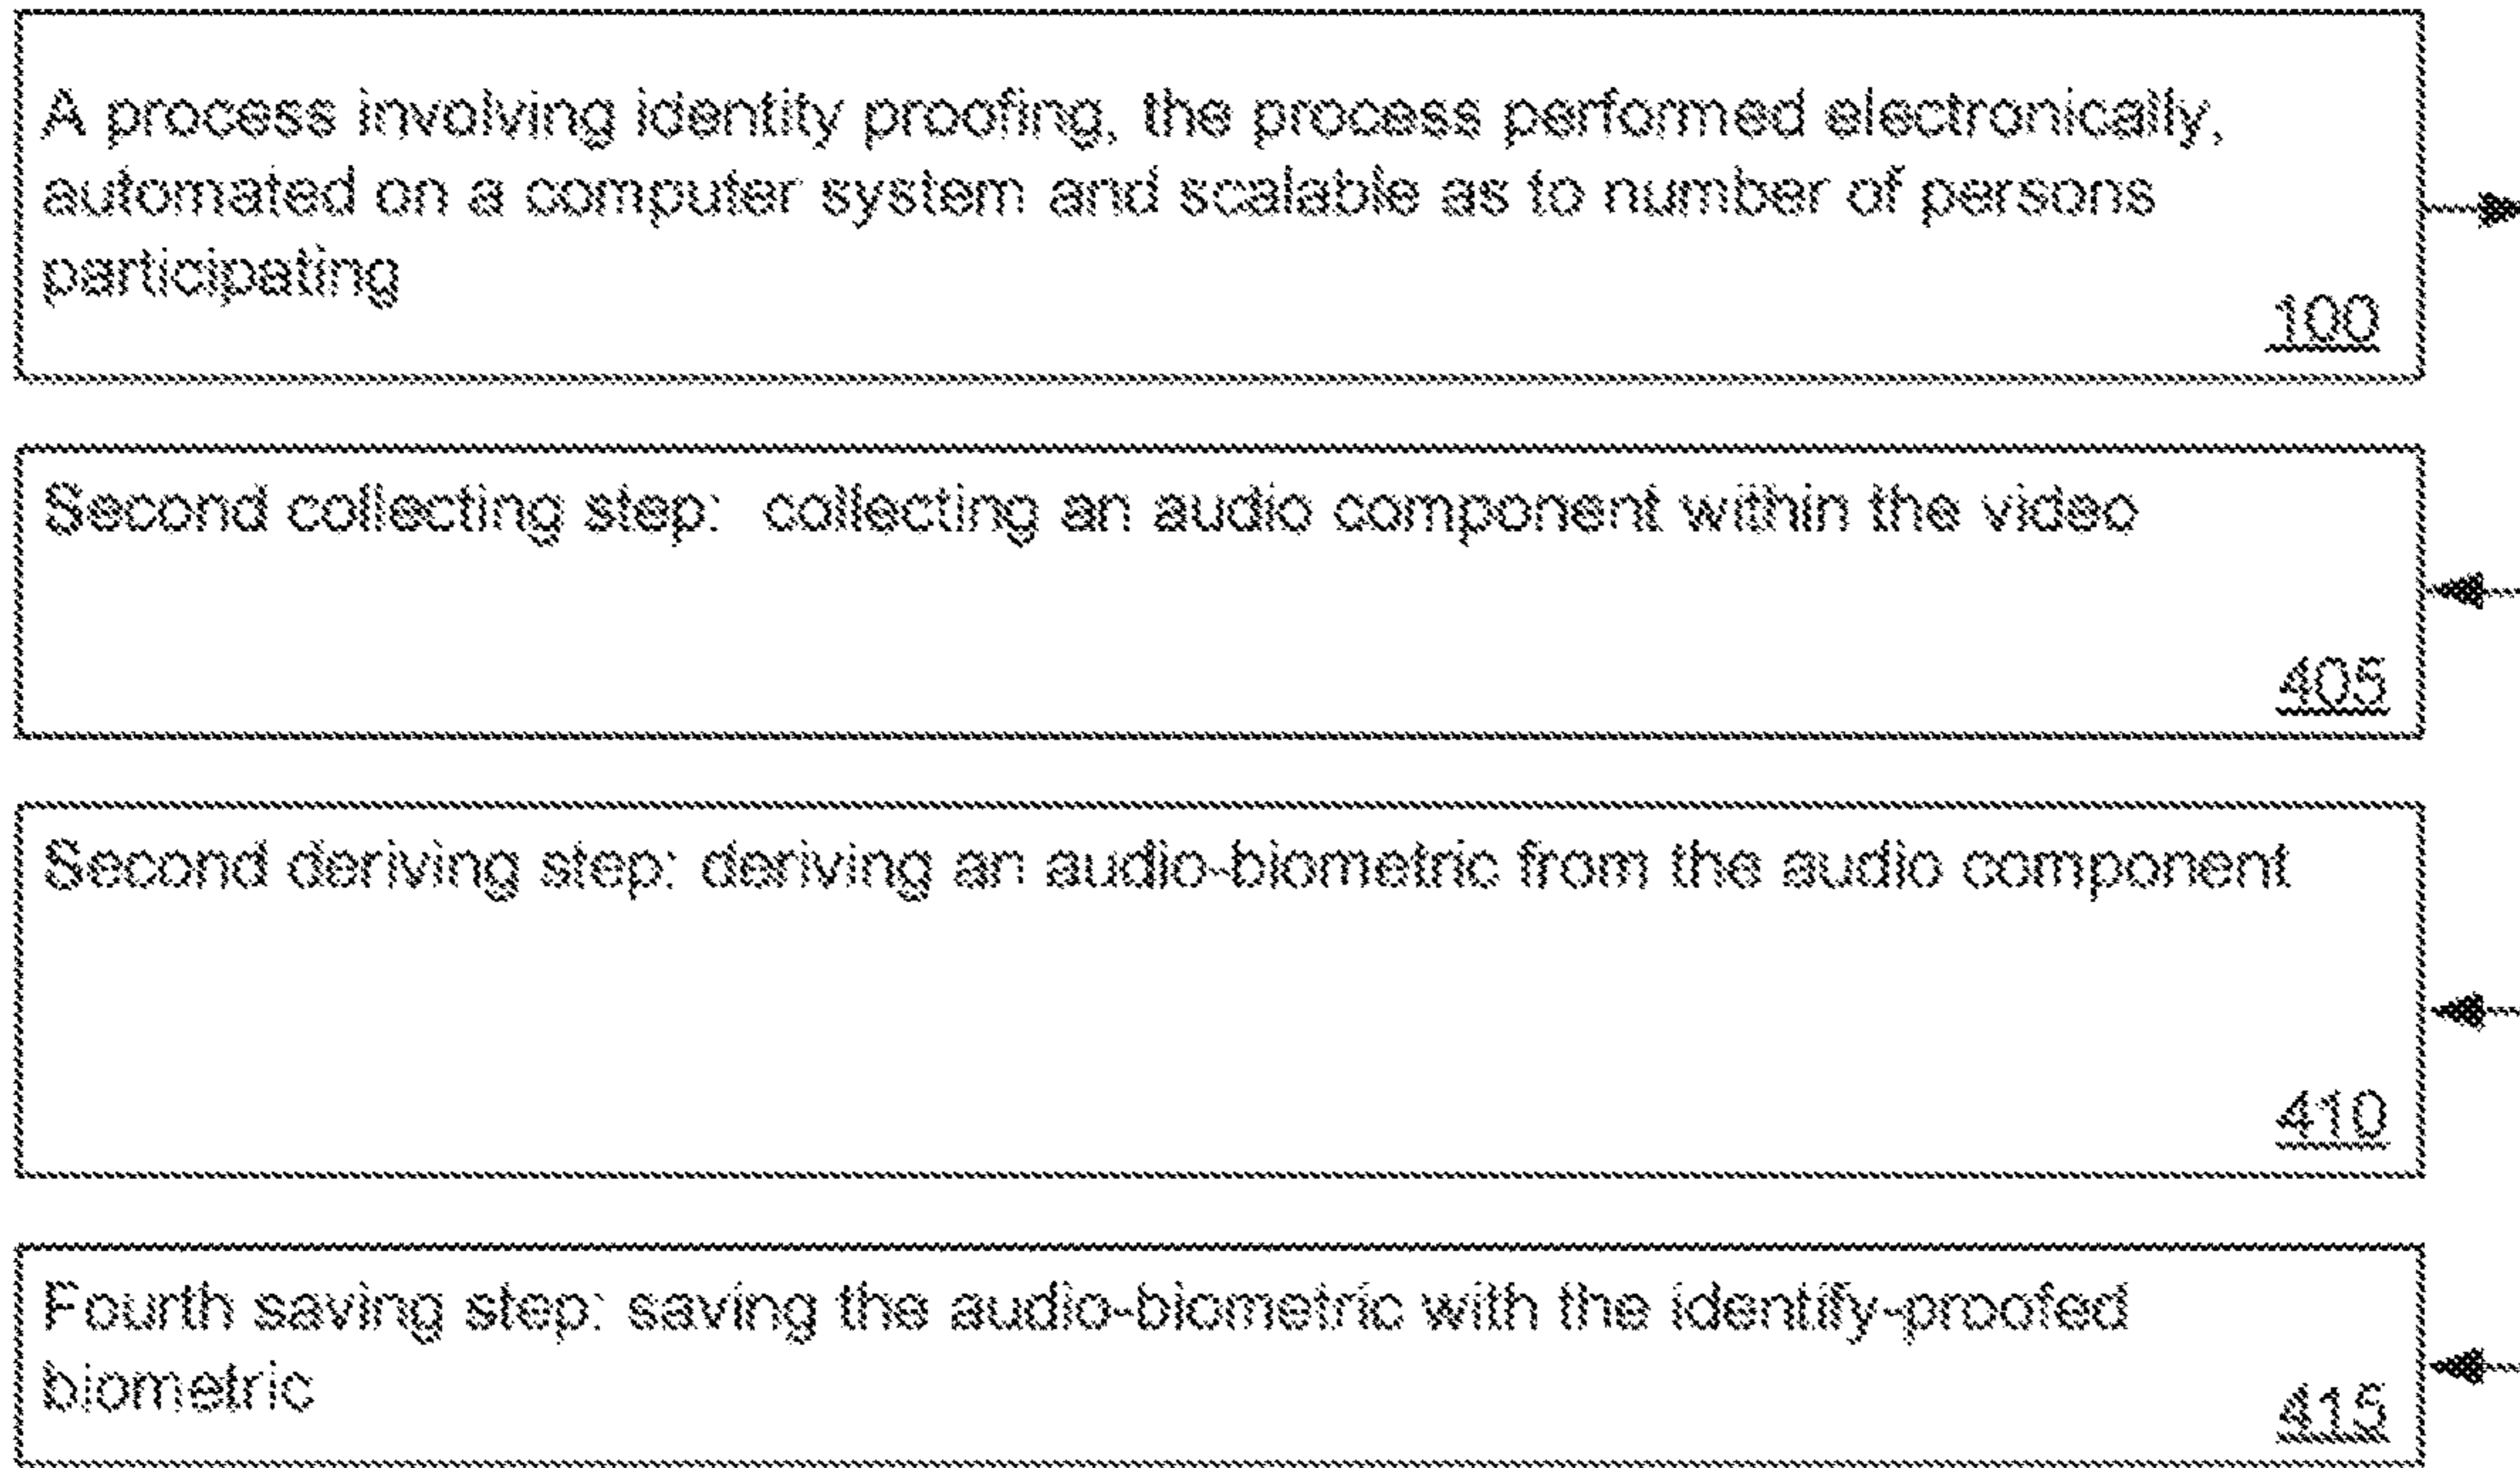 A process involving identity proofing, the process performed electronically,
automated on a computer system and scalable as to number of persons
participating
100
Second collecting step: collecting an audio component within the video
405
Second deriving step: deriving an audio-biometric from the audio component
410
Fourth saving step: saving the audio-biometric with the identify-proofed
biometric
415